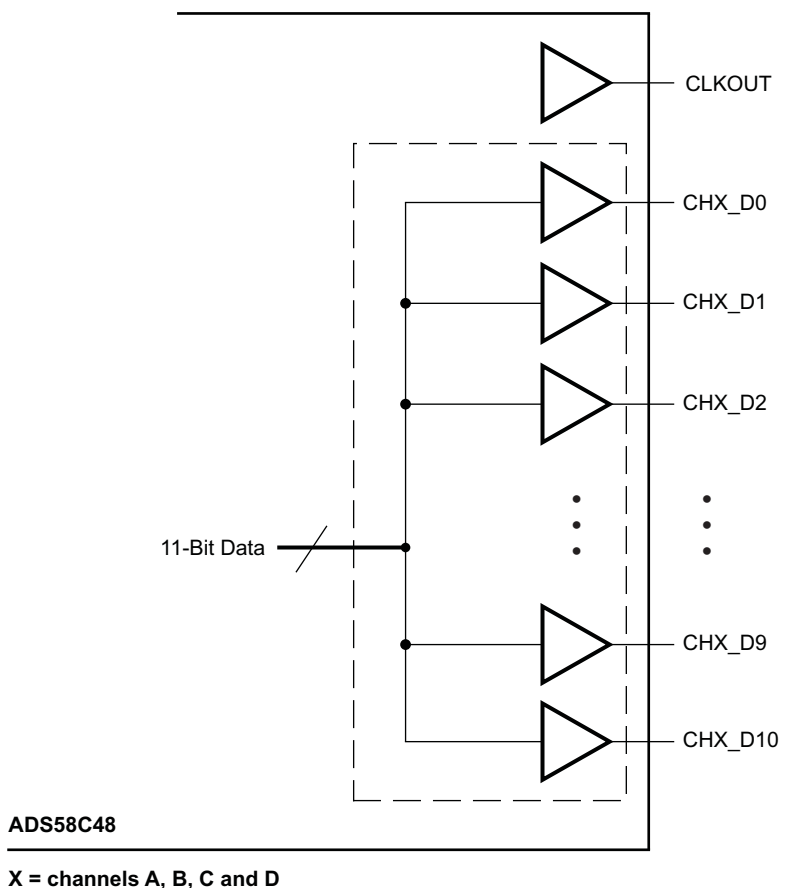 CLKOUT
CHX_D0
CHX_D1
CHX_D2
11-Bit Data
CHX_D9
CHX_D10
ADS58C48
X = channels A, B, C and D